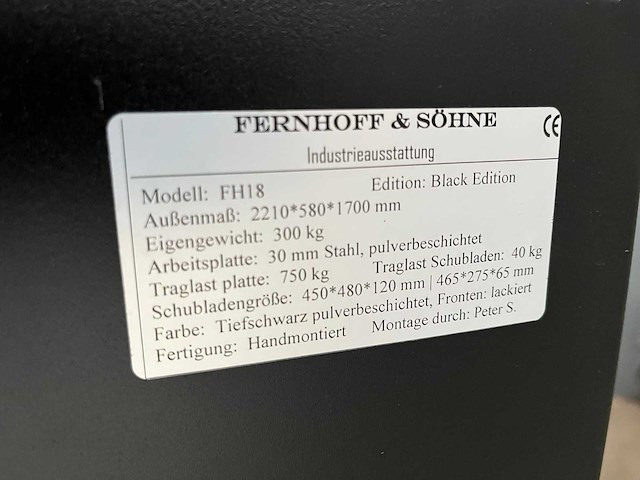 FERNHOFF & SÖHNE CE
Industrieausstattung
Modell: FH18 Edition: Black Edition
Außenmaß: 2210*580*1700 mm
Eigengewicht: 300 kg
Arbeitsplatte: 30 mm Stahl, pulverbeschichtet
Traglast platte: 750 kg Traglast Schubladen: 40 kg
Schubladengröße: 450*480*120 mm | 465*275*65 mm
Farbe: Tiefschwarz pulverbeschichtet, Fronten: lackiert
Fertigung: Handmontiert Montage durch: Peter S.